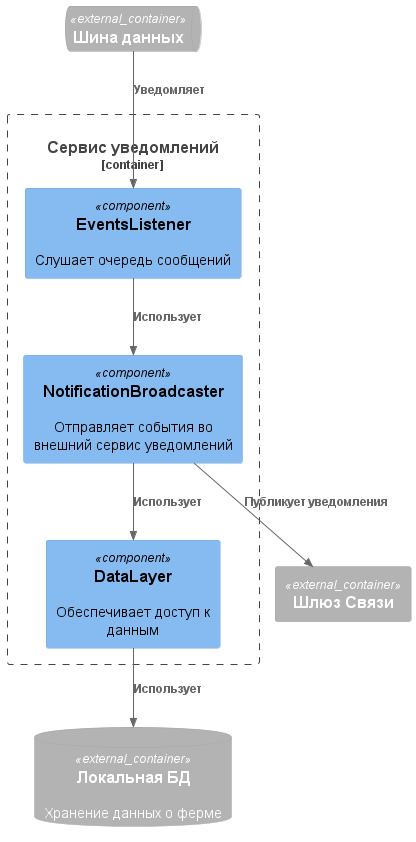 «external_container»
Шина данных
Уведомляет
Сервис уведомлений
[container]
«component»
EventsListener
Слушает очередь сообщений
Использует
«component»
NotificationBroadcaster
Отправляет события во
внешний сервис уведомлений
Использует
Публикует уведомления
«component»
DataLayer
Обеспечивает доступ к
данным
«external_container»
Шлюз Связи
Использует
«external_container»
Локальная БД
Хранение данных о ферме